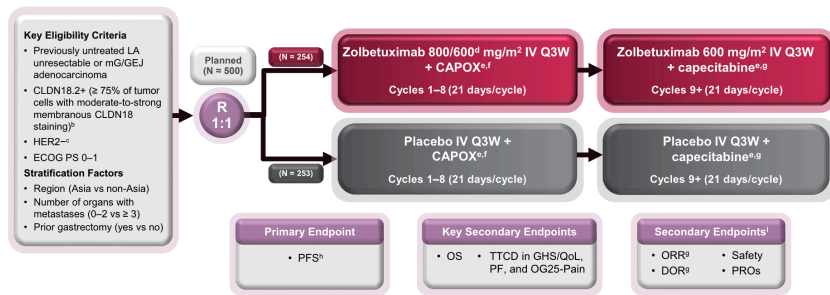 Key Eligibility Criteria
• Previously untreated LA
unresectable or mG/GEJ
adenocarcinoma
• CLDN18.2+ (≥ 75% of tumor
cells with moderate-to-strong
membranous CLDN18
staining)b
• HER2–c
• ECOG PS 0–1
Stratification Factors
• Region (Asia vs non-Asia)
• Number of organs with
metastases (0–2 vs ≥ 3)
• Prior gastrectomy (yes vs no)
Planned
(N ≈ 500)
R
1:1
(N = 254)
Zolbetuximab 800/600d mg/m2 IV Q3W
+ CAPOXe,f
Cycles 1–8 (21 days/cycle)
Zolbetuximab 600 mg/m2 IV Q3W
+ capecitabinee,g
Cycles 9+ (21 days/cycle)
(N = 253)
Placebo IV Q3W +
CAPOXe,f
Cycles 1–8 (21 days/cycle)
Placebo IV Q3W +
capecitabinee,g
Cycles 9+ (21 days/cycle)
Primary Endpoint
• PFSh
Key Secondary Endpoints
• OS
• TTCD in GHS/QoL,
PF, and OG25-Pain
Secondary Endpointsi
• ORRg
• DORg
• Safety
• PROs